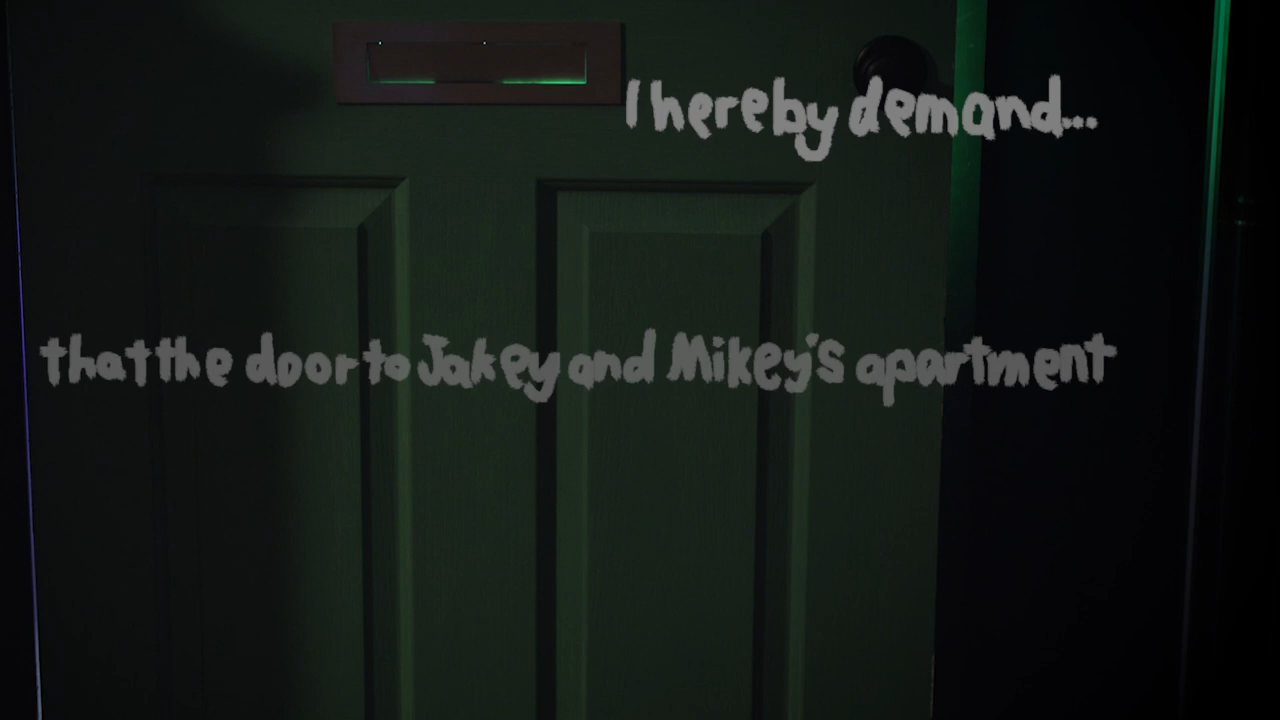 I hereby demand...
that the door to Jakey and Mikey's apartment